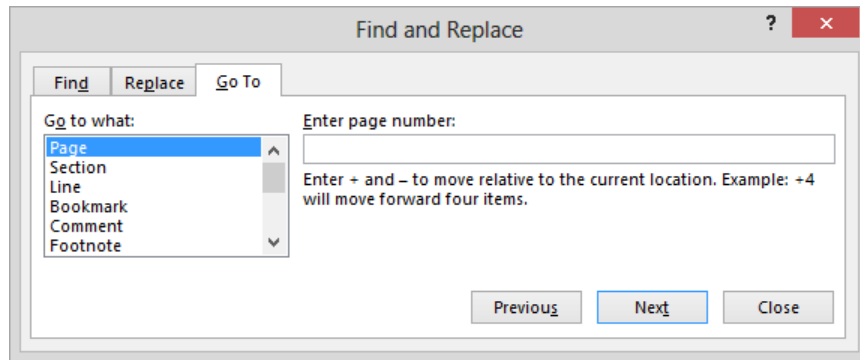 Find and Replace
?
×
Find
Replace
Go To
Go to what:
Enter page number:
Page
Section
Line
Bookmark
Comment
Footnote
Enter + and – to move relative to the current location. Example: +4
will move forward four items.
Previous
Next
Close